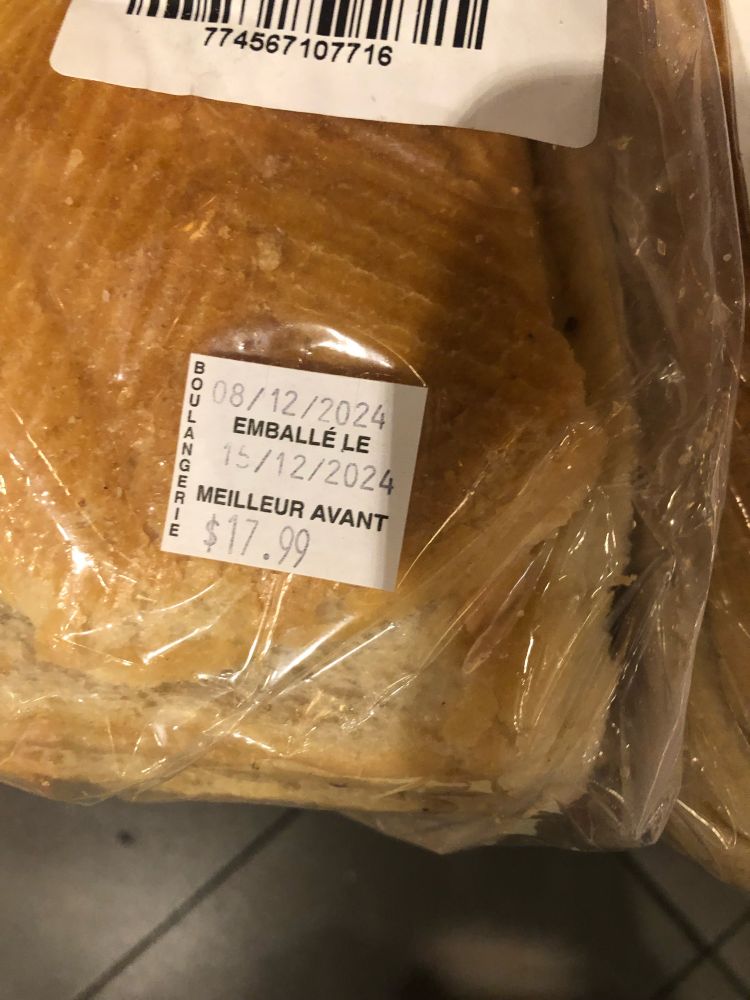 774567107716
BOULANGERIE
08/12/2024
EMBALLÉ LE
15/12/2024
MEILLEUR AVANT
$17.99